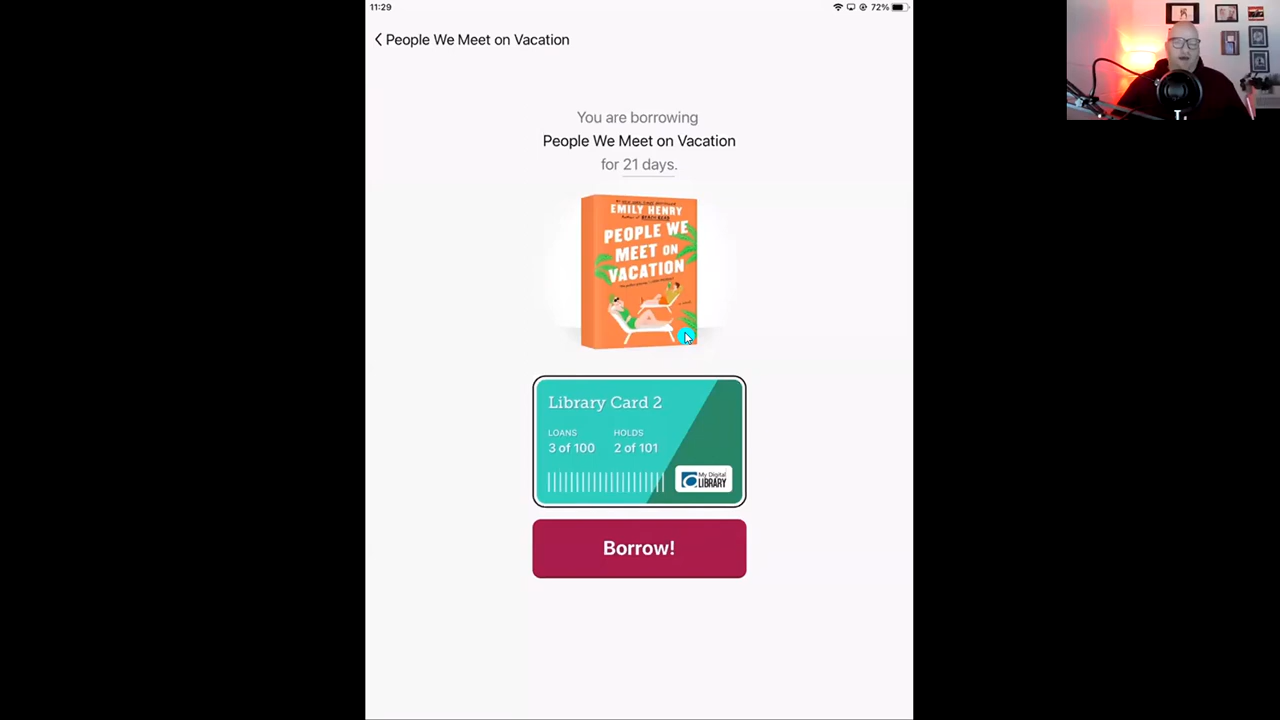 11:29
72%
People We Meet on Vacation
You are borrowing
People We Meet on Vacation
for 21 days.
EMILY HENRY
PEOPLE WE
MEET ON
VACATION
Library Card 2
LOANS HOLDS
3 of 100 2 of 101
My Digital
LIBRARY
Borrow!